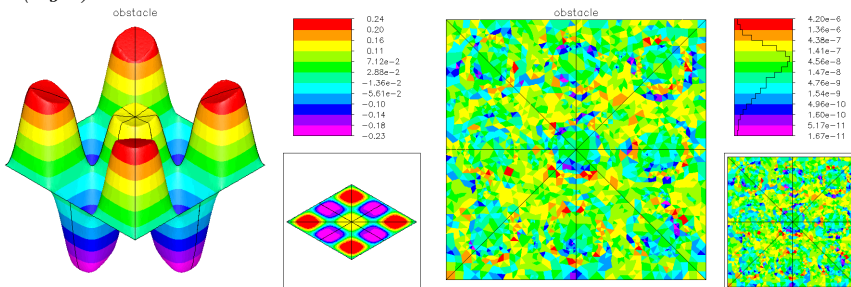 obstacle
0.24
0.20
0.16
0.11
7.12e-2
2.88e-2
-1.36e-2
-5.61e-2
-0.10
-0.14
-0.18
-0.23
obstacle
4.20e-6
1.36e-6
4.38e-7
1.41e-7
4.56e-8
1.47e-8
4.76e-9
1.54e-9
4.96e-10
1.60e-10
5.17e-11
1.67e-11